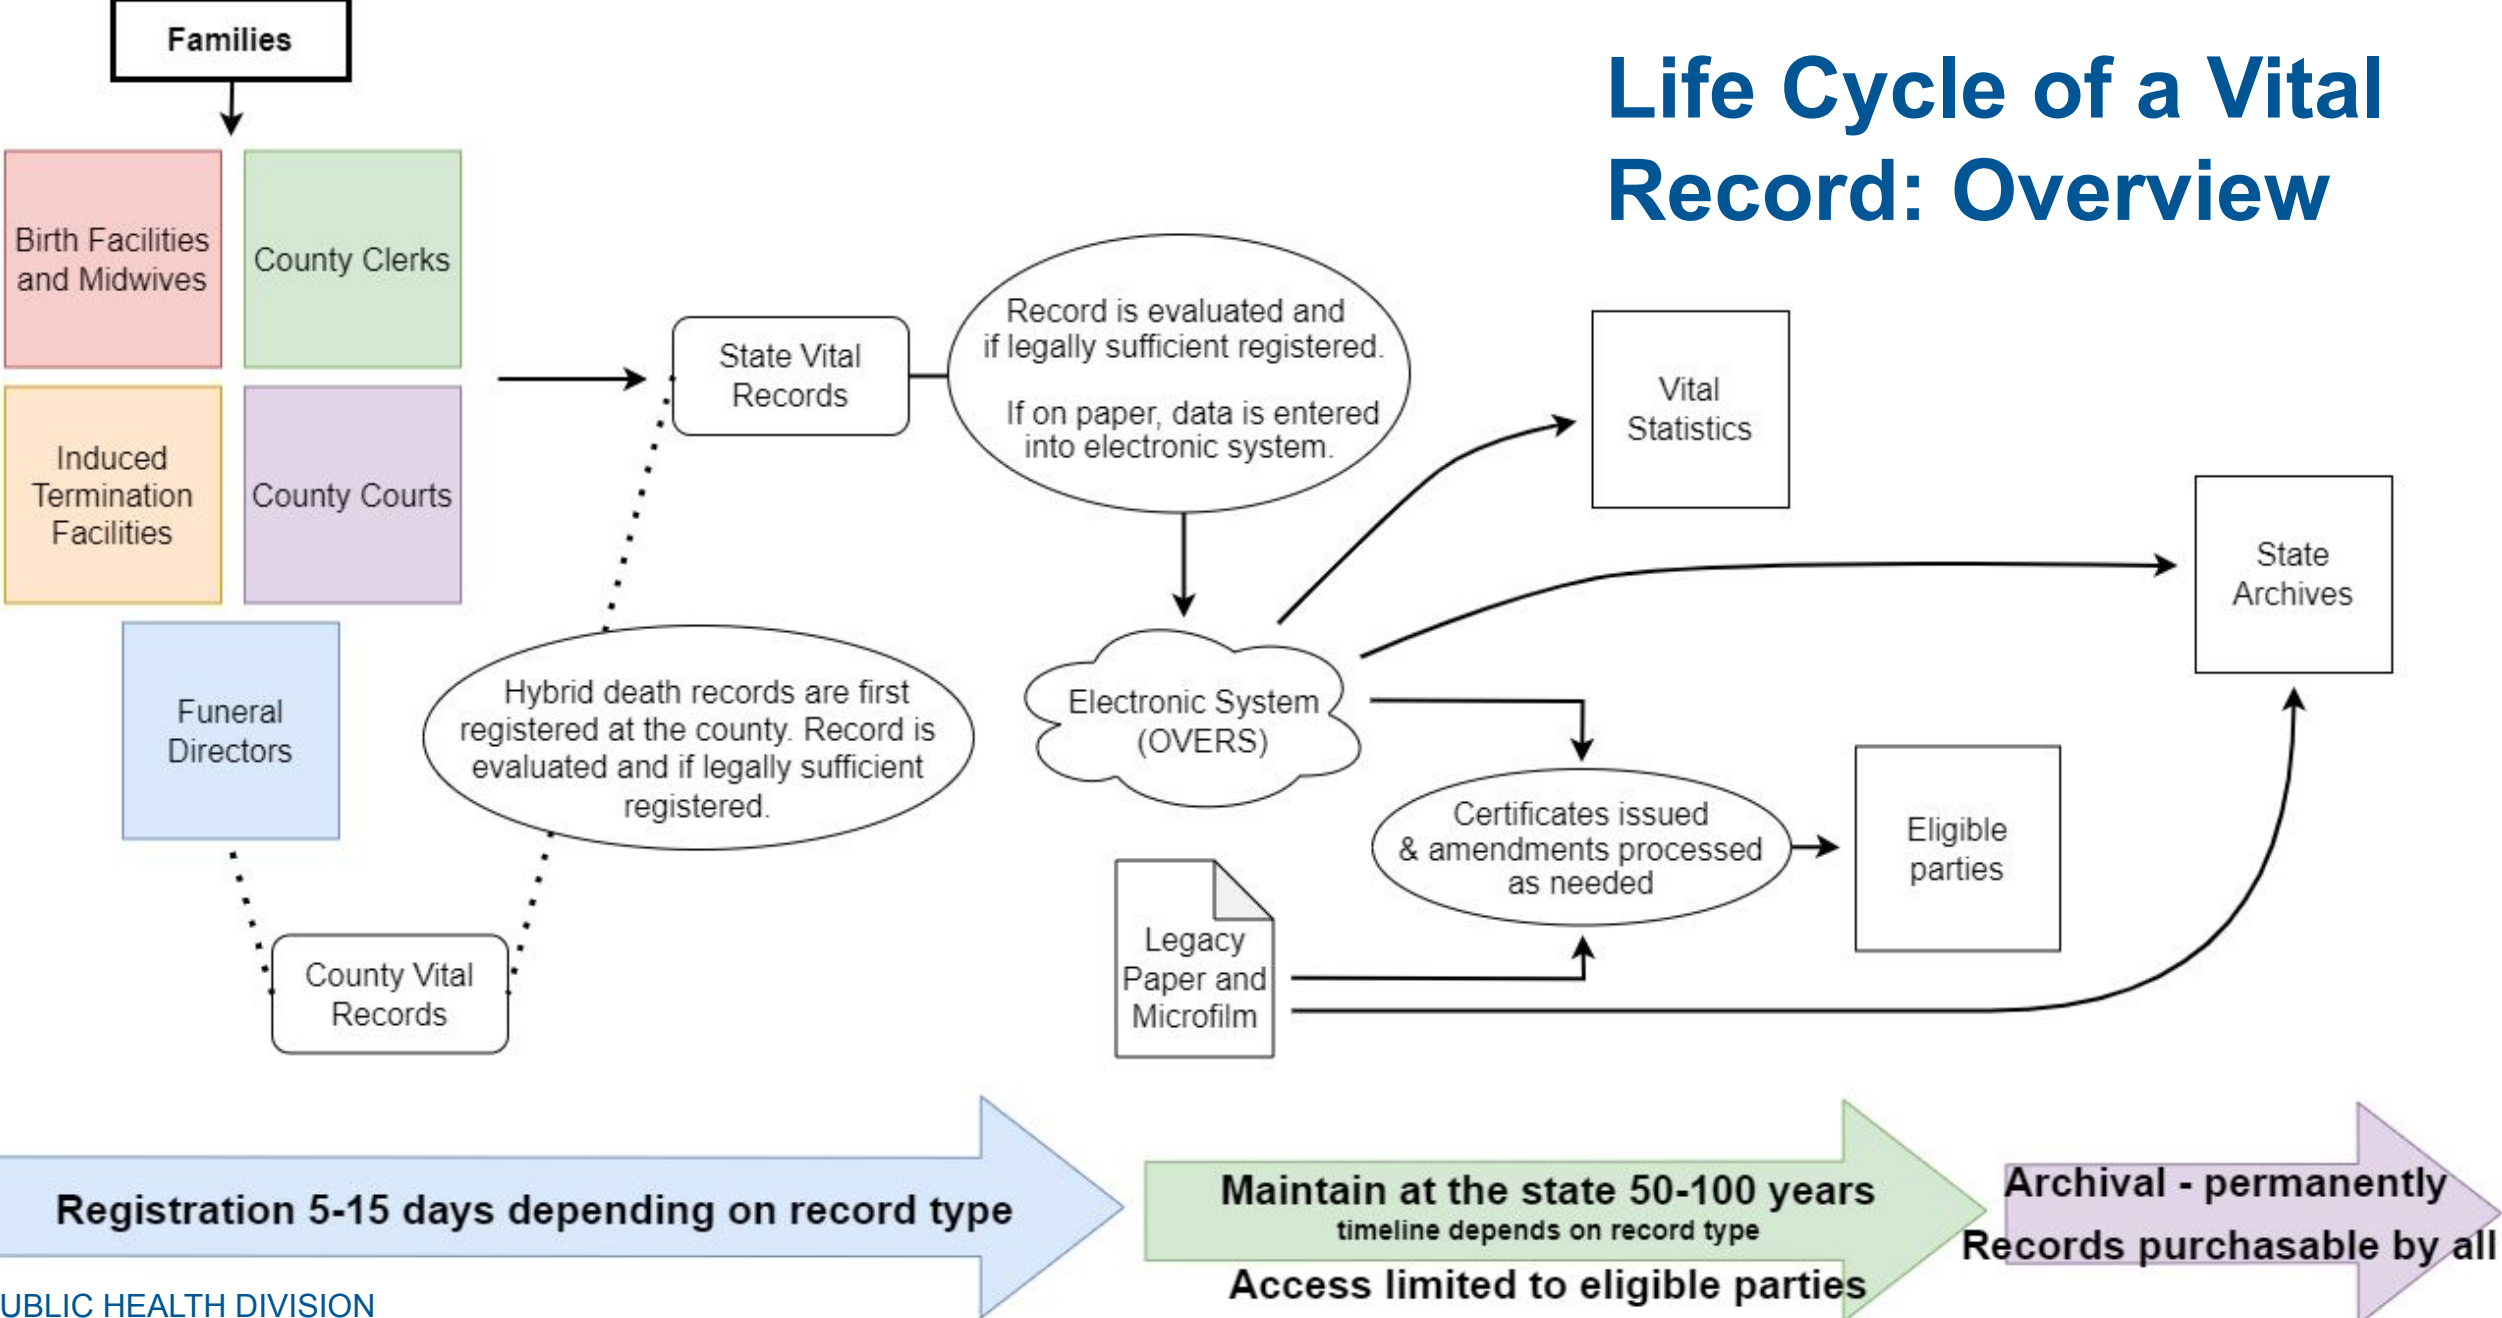 Families
Life Cycle of a Vital
Record: Overview
Birth Facilities
and Midwives
County Clerks
Induced
Termination
Facilities
County Courts
Funeral
Directors
State Vital
Records
Record is evaluated and
if legally sufficient registered.
If on paper, data is entered
into electronic system.
Hybrid death records are first
registered at the county. Record is
evaluated and if legally sufficient
registered.
County Vital
Records
Electronic System
(OVERS)
Vital
Statistics
State
Archives
Certificates issued
& amendments processed
as needed
Eligible
parties
Legacy
Paper and
Microfilm
Registration 5-15 days depending on record type
Maintain at the state 50-100 years
timeline depends on record type
Access limited to eligible parties
Archival - permanently
Records purchasable by all
UBLIC HEALTH DIVISION